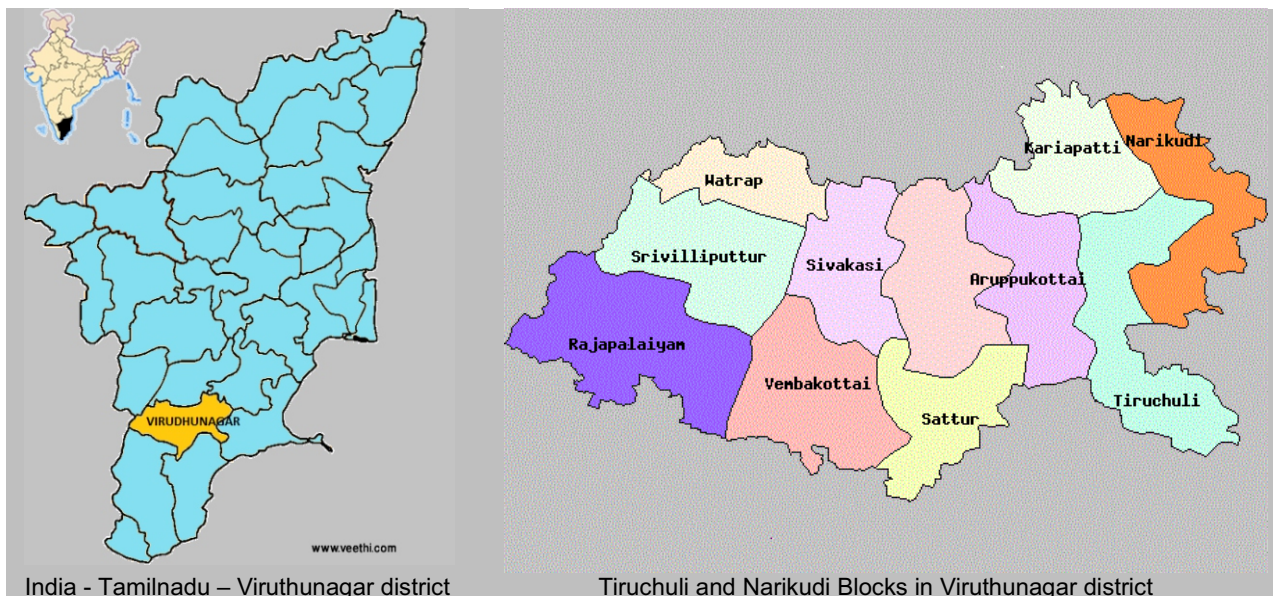 VIRUDHUNAGAR
www.veethi.com
India - Tamilnadu – Viruthunagar district
Kariapatti
Narikudi
Watrap
Srivilliputtur
Sivakasi
Aruppukottai
Rajapalaiyam
Vembakottai
Sattur
Tiruchuli
Tiruchuli and Narikudi Blocks in Viruthunagar district